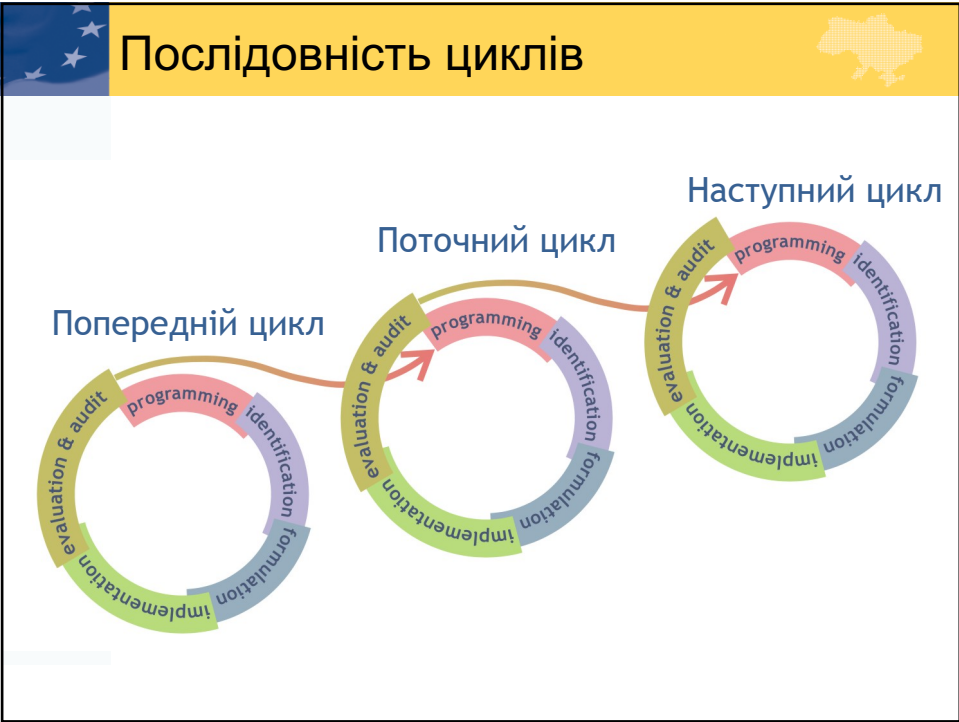 Послідовність циклів
Наступний цикл
Поточний цикл
Попередній цикл
evaluation & audit
programming
identification
formulation
implementation
evaluation & audit
programming
identification
formulation
implementation
evaluation & audit
programming
identification
formulation
implementation